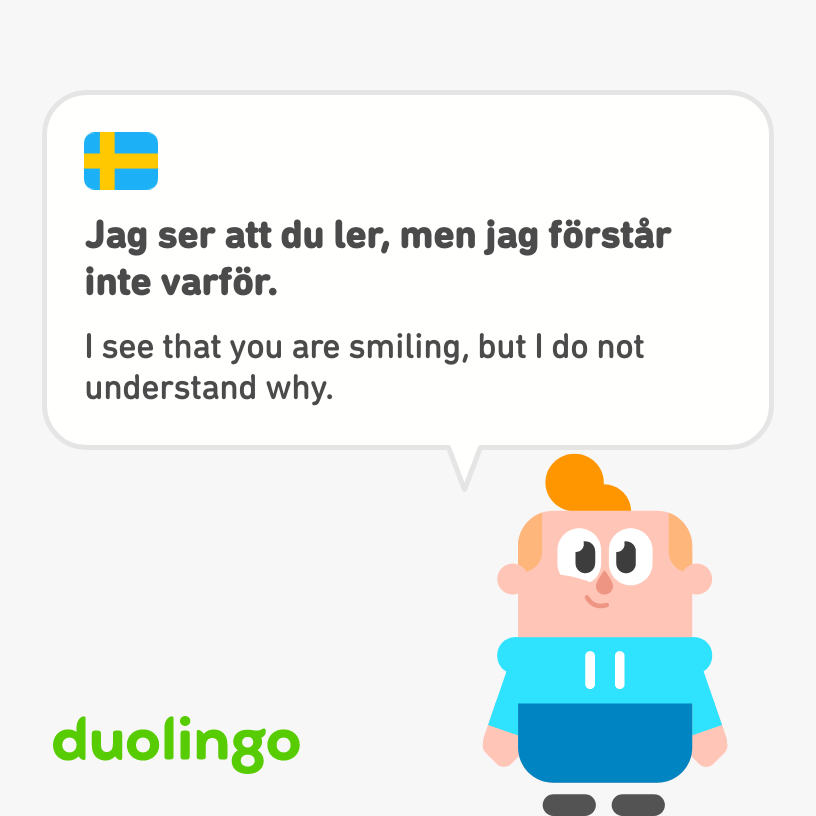 Jag ser att du ler, men jag förstår
inte varför.
I see that you are smiling, but I do not
understand why.
duolingo